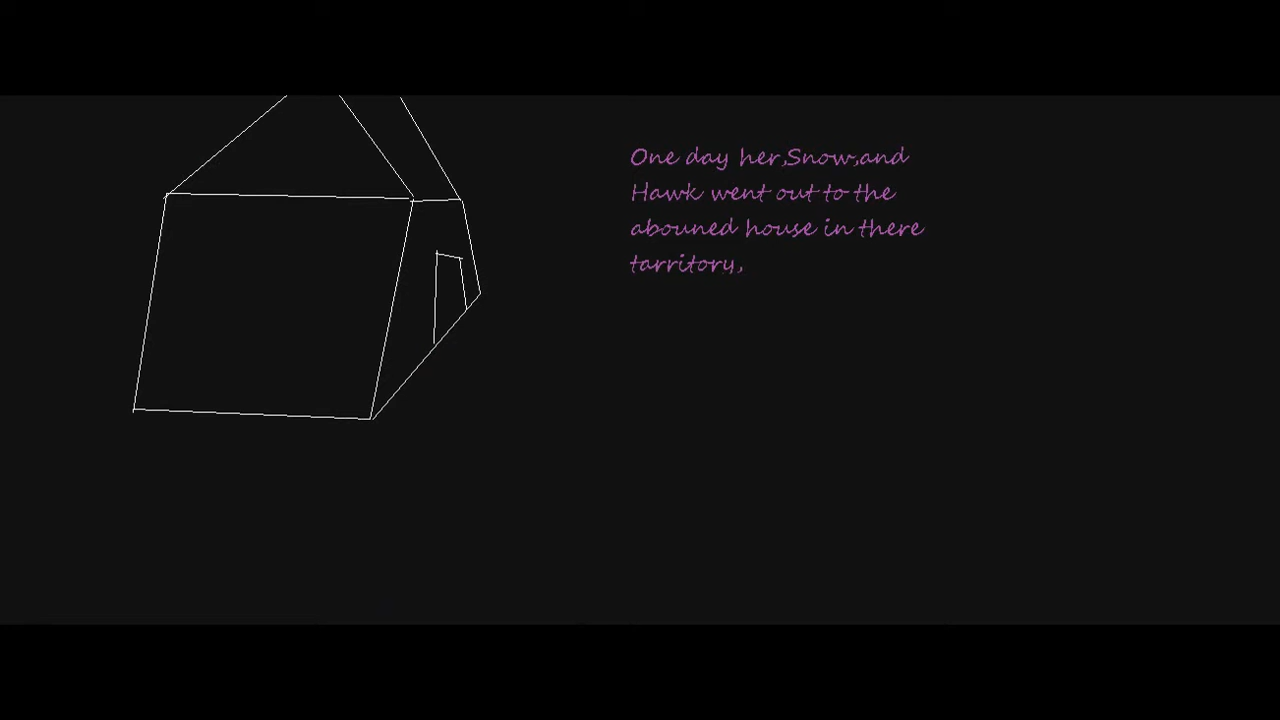 One day her,Snow,and
Hawk went out to the
abouned house in there
tarritory,